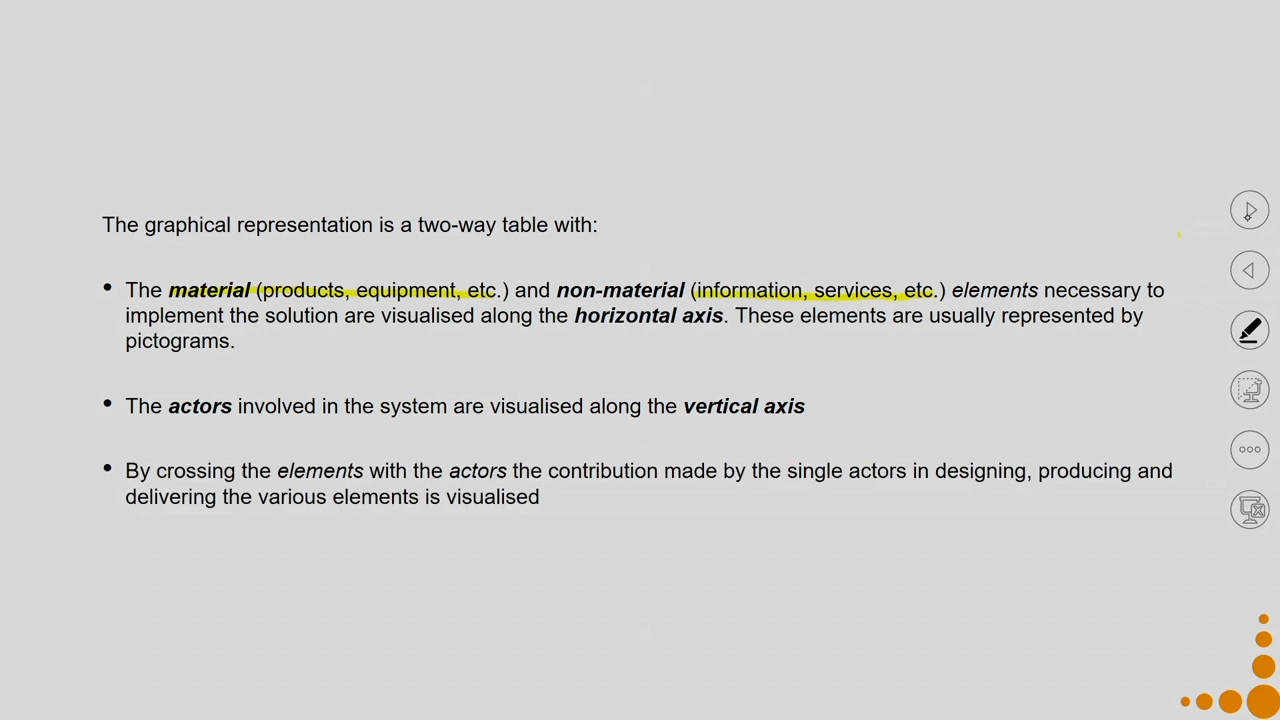 The graphical representation is a two-way table with:
• The material (products, equipment, etc.) and non-material (information, services, etc.) elements necessary to
implement the solution are visualised along the horizontal axis. These elements are usually represented by
pictograms.
• The actors involved in the system are visualised along the vertical axis
• By crossing the elements with the actors the contribution made by the single actors in designing, producing and
delivering the various elements is visualised